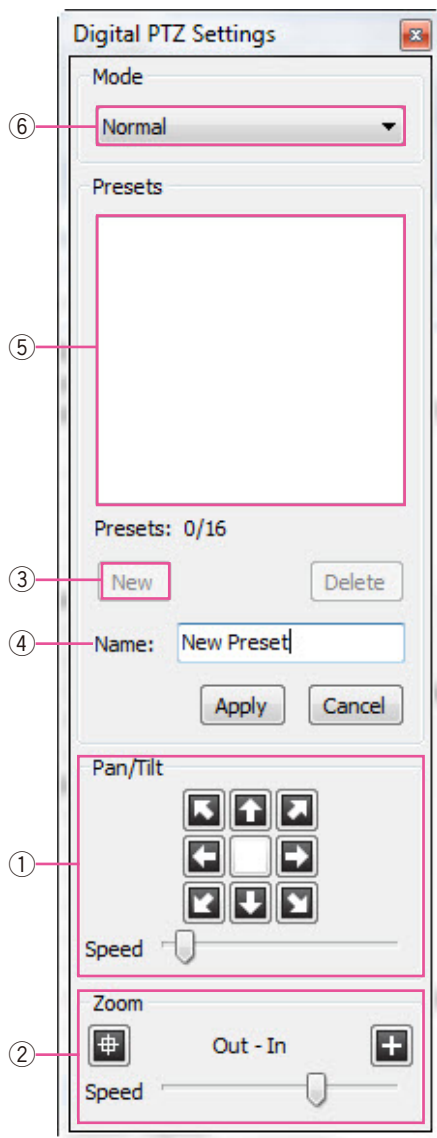 Digital PTZ Settings
Mode
⑥ Normal
Presets
⑤
Presets: 0/16
③ New Delete
④ Name: New Preset
Apply Cancel
Pan/Tilt
①
Speed
Zoom
② Out - In
Speed